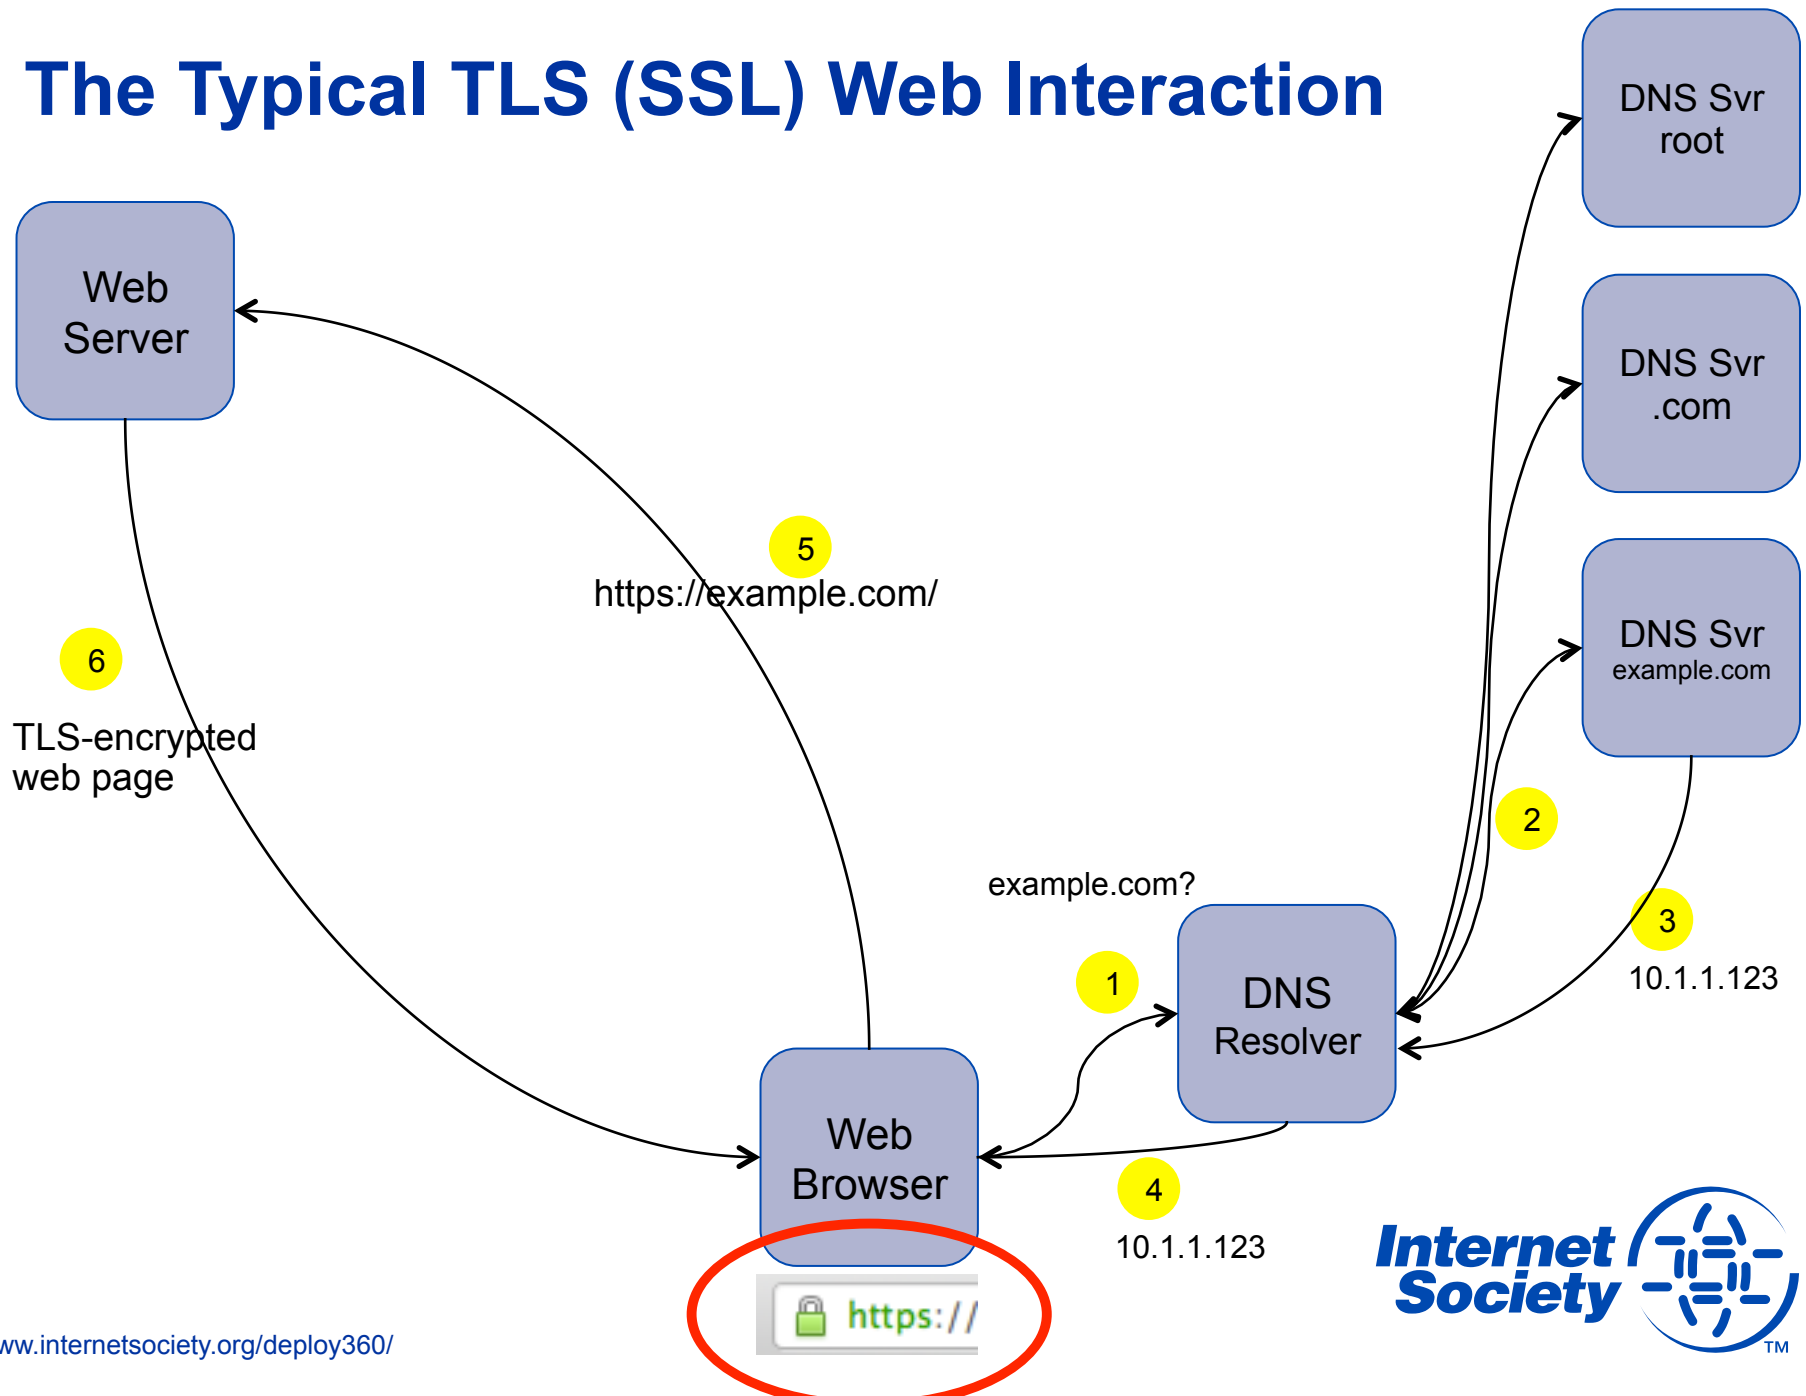 The Typical TLS (SSL) Web Interaction
DNS Svr
root
Web
Server
DNS Svr
.com
5
https://example.com/
DNS Svr
example.com
6
TLS-encrypted
web page
2
example.com?
3
10.1.1.123
1
DNS
Resolver
Web
Browser
4
10.1.1.123
https://
Internet
Society
TM
ww.internetsociety.org/deploy360/